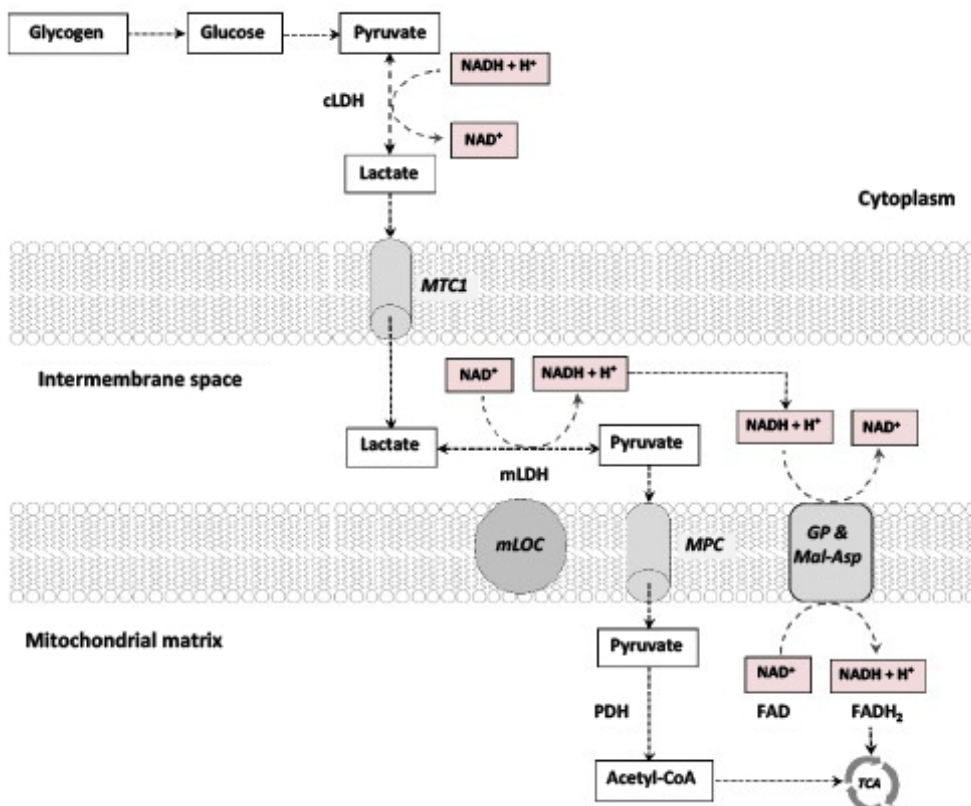 Glycogen
Glucose
Pyruvate
NADH + H⁺
cLDH
NAD⁺
Lactate
Cytoplasm
MTC1
Intermembrane space
NAD⁺
NADH + H⁺
NADH + H⁺
NAD⁺
Lactate
Pyruvate
mLDH
mLOC
MPC
GP &
Mal-Asp
Mitochondrial matrix
Pyruvate
NAD⁺
NADH + H⁺
PDH
FAD
FADH₂
Acetyl-CoA
TCA